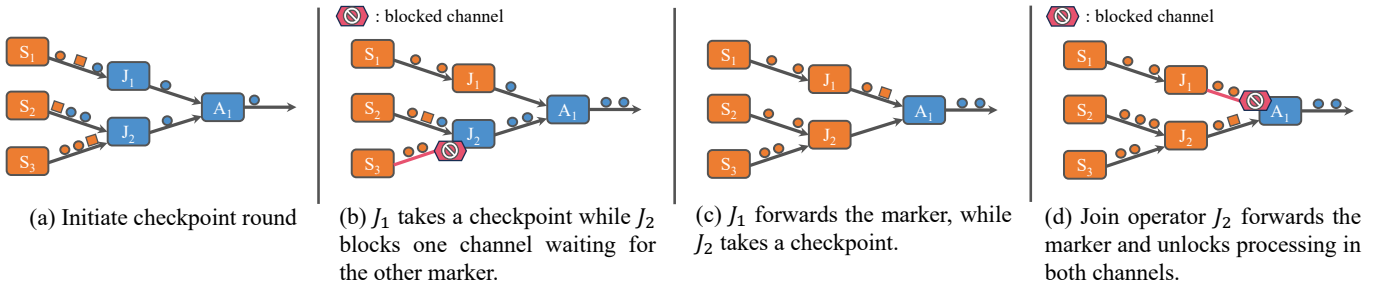 S1
J1
S2
J2
A1
S3
(a) Initiate checkpoint round
: blocked channel
S1
J1
S2
J2
A1
S3
(b) J1 takes a checkpoint while J2
blocks one channel waiting for
the other marker.
S1
J1
S2
J2
A1
S3
(c) J1 forwards the marker, while
J2 takes a checkpoint.
: blocked channel
S1
J1
S2
J2
A1
S3
(d) Join operator J2 forwards the
marker and unlocks processing in
both channels.